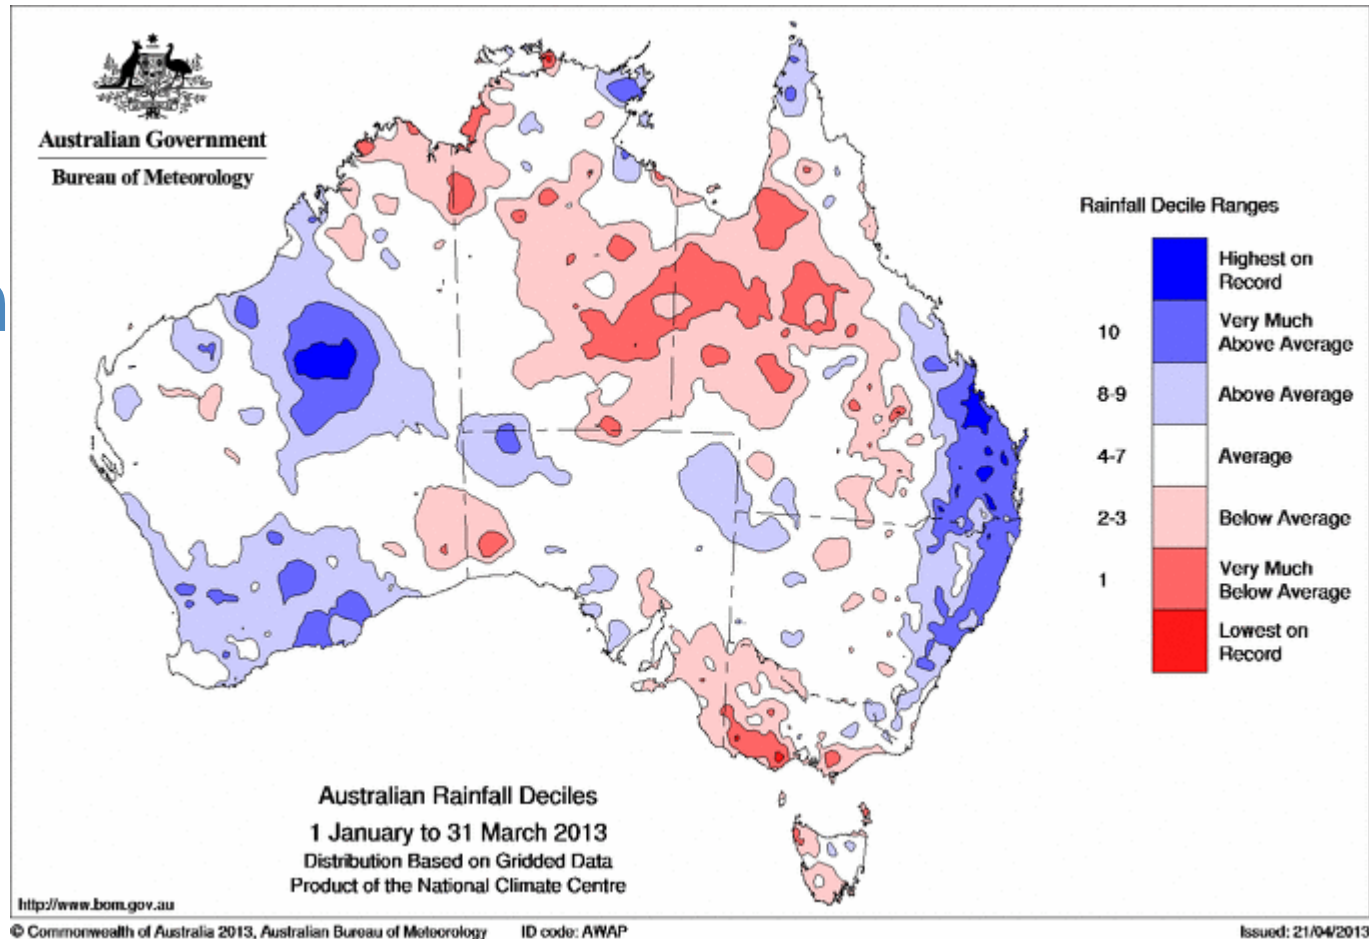 Australian Government
Bureau of Meteorology
Rainfall Decile Ranges
Highest on
Record
10
Very Much
Above Average
8-9
Above Average
4-7
Average
2-3
Below Average
1
Very Much
Below Average
Lowest on
Record
Australian Rainfall Deciles
1 January to 31 March 2013
Distribution Based on Gridded Data
Product of the National Climate Centre
http://www.bom.gov.au
© Commonwealth of Australia 2013, Australian Bureau of Meteorology ID code: AWAP Issued: 21/04/2013